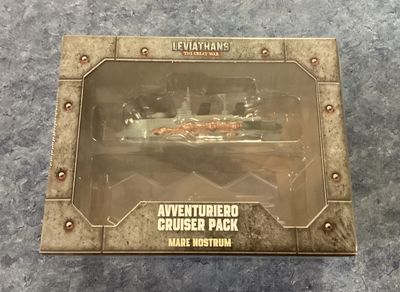 LEVIATHANS
THE GREAT WAR
AVVENTURIERO
CRUISER PACK
MARE NOSTRUM